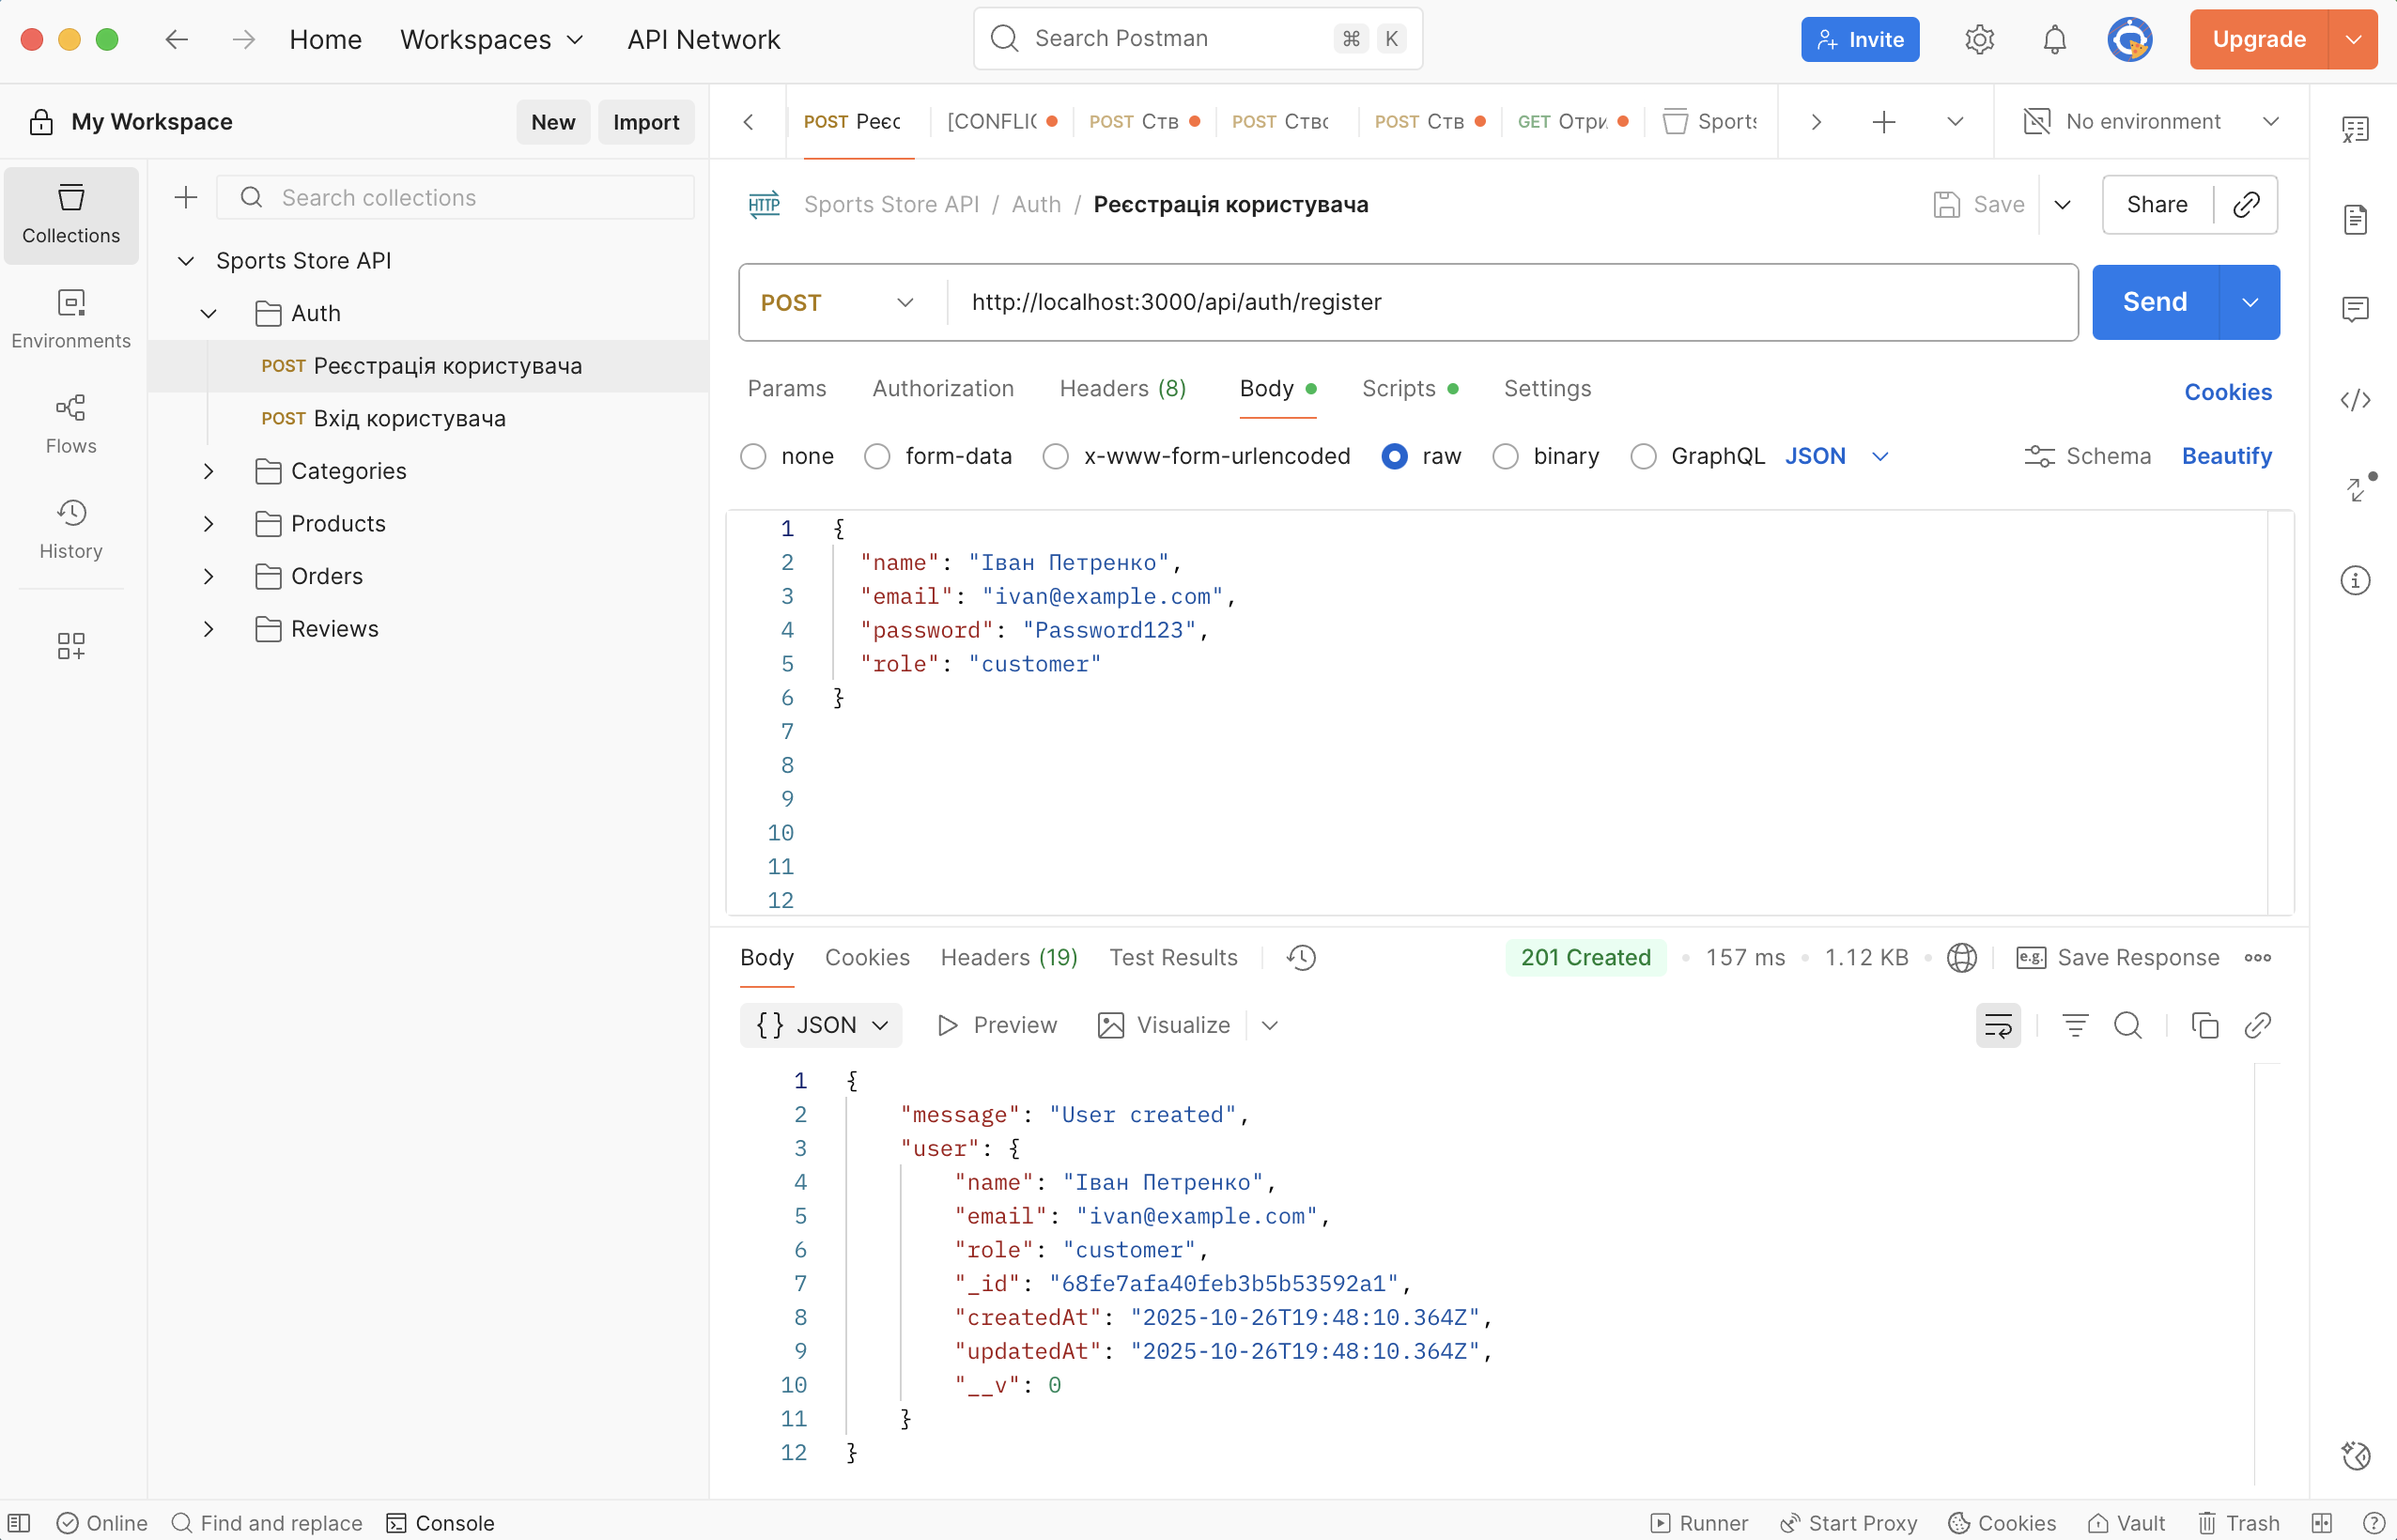 Home Workspaces API Network Search Postman ⌘ K Invite Upgrade
My Workspace New Import
POST Реєс [CONFLIC POST Ств POST Ство POST Ств GET Отри Sports No environment
Collections
Environments
Flows
History
Search collections
Sports Store API
Auth
POST Реєстрація користувача
POST Вхід користувача
Categories
Products
Orders
Reviews
HTTP Sports Store API / Auth / Реєстрація користувача Save Share
POST http://localhost:3000/api/auth/register Send
Params Authorization Headers (8) Body Scripts Settings Cookies
none form-data x-www-form-urlencoded raw binary GraphQL JSON Schema Beautify
1 {
2 "name": "Іван Петренко",
3 "email": "ivan@example.com",
4 "password": "Password123",
5 "role": "customer"
6 }
7
8
9
10
11
12
Body Cookies Headers (19) Test Results 201 Created 157 ms 1.12 KB e.g. Save Response
{} JSON Preview Visualize
1 {
2 "message": "User created",
3 "user": {
4 "name": "Іван Петренко",
5 "email": "ivan@example.com",
6 "role": "customer",
7 "_id": "68fe7afa40feb3b5b53592a1",
8 "createdAt": "2025-10-26T19:48:10.364Z",
9 "updatedAt": "2025-10-26T19:48:10.364Z",
10 "__v": 0
11 }
12 }
Online Find and replace Console Runner Start Proxy Cookies Vault Trash